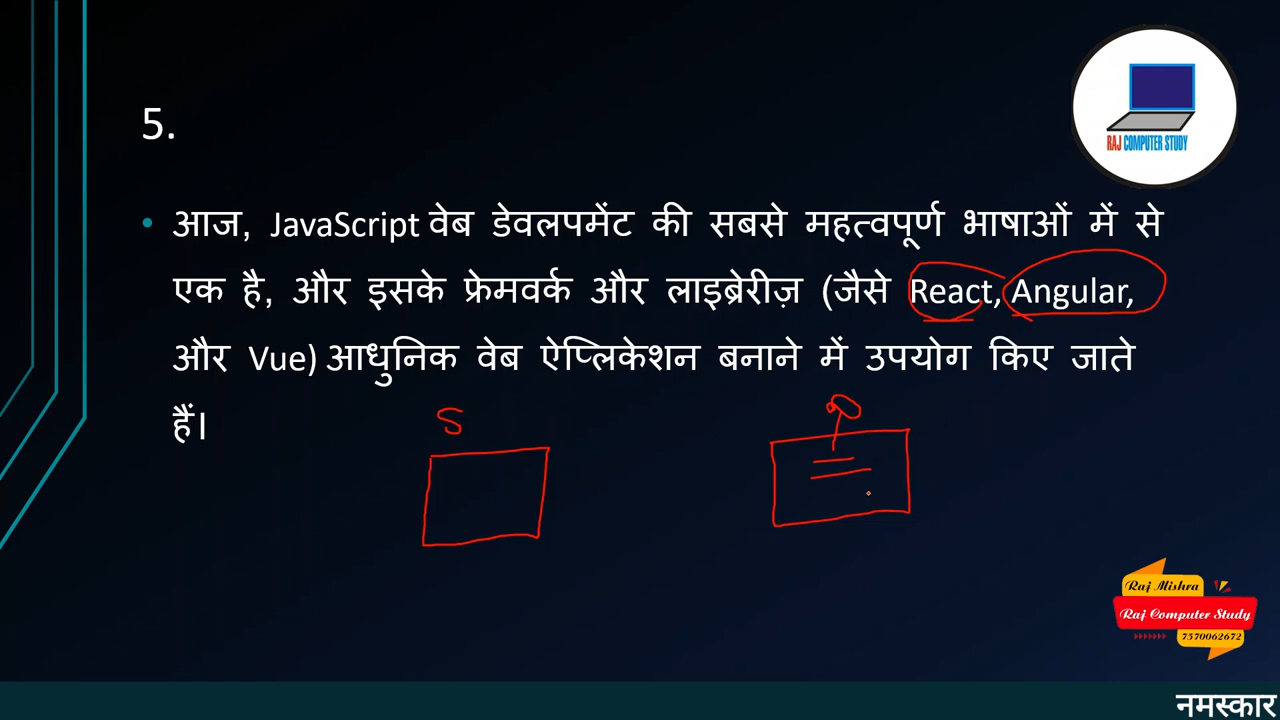 5.
• आज, JavaScript वेब डेवलपमेंट की सबसे महत्वपूर्ण भाषाओं में से
एक है, और इसके फ्रेमवर्क और लाइब्रेरीज़ (जैसे React, Angular,
और Vue) आधुनिक वेब ऐप्लिकेशन बनाने में उपयोग किए जाते
हैं।
S
D
RAJ COMPUTER STUDY
Raj Mishra
Raj Computer Study
7570062672
नमस्कार